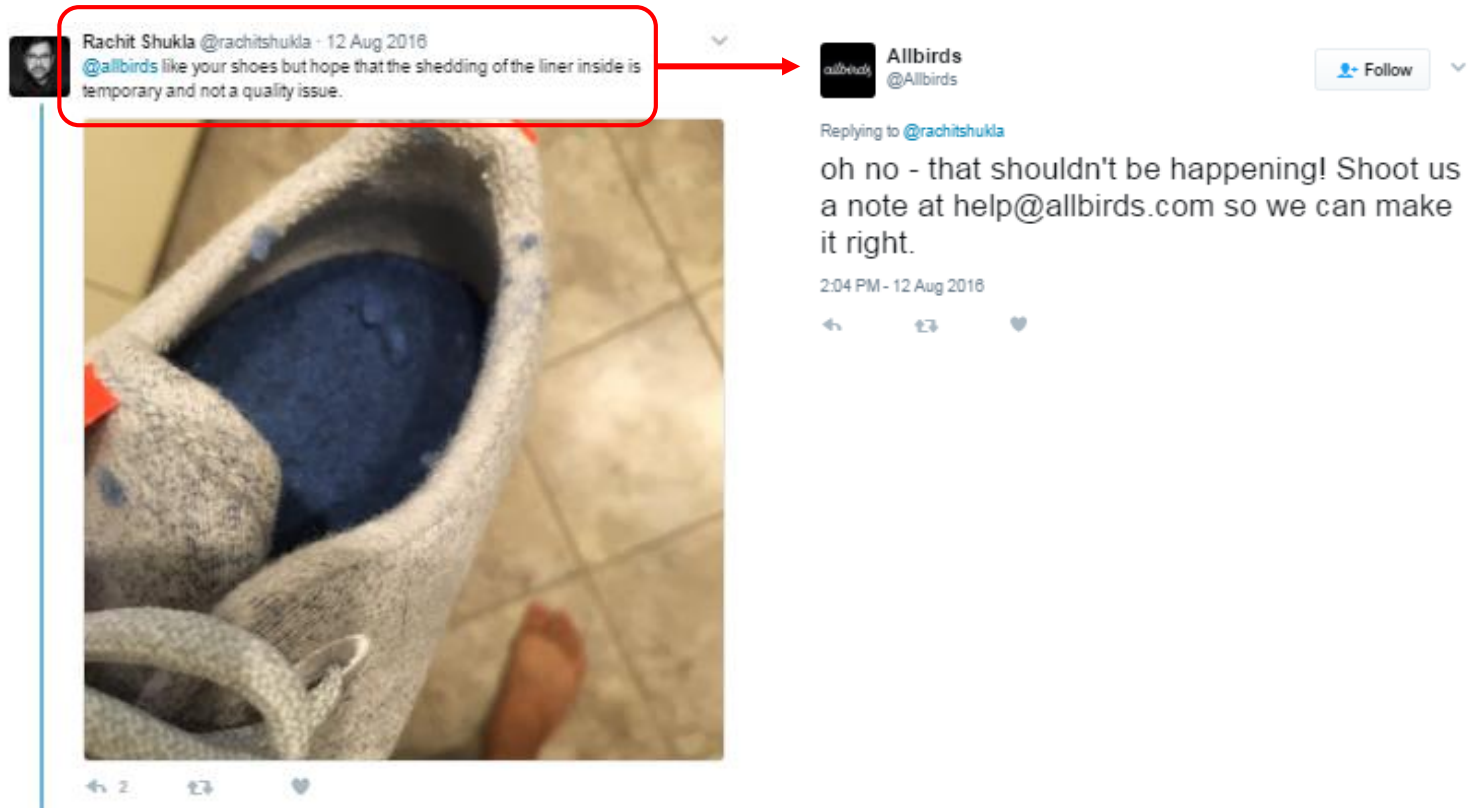 Rachit Shukla @rachitshukla · 12 Aug 2016
@allbirds like your shoes but hope that the shedding of the liner inside is
temporary and not a quality issue.
2
allbirds
Allbirds
@Allbirds
Follow
Replying to @rachitshukla
oh no - that shouldn't be happening! Shoot us
a note at help@allbirds.com so we can make
it right.
2:04 PM - 12 Aug 2016